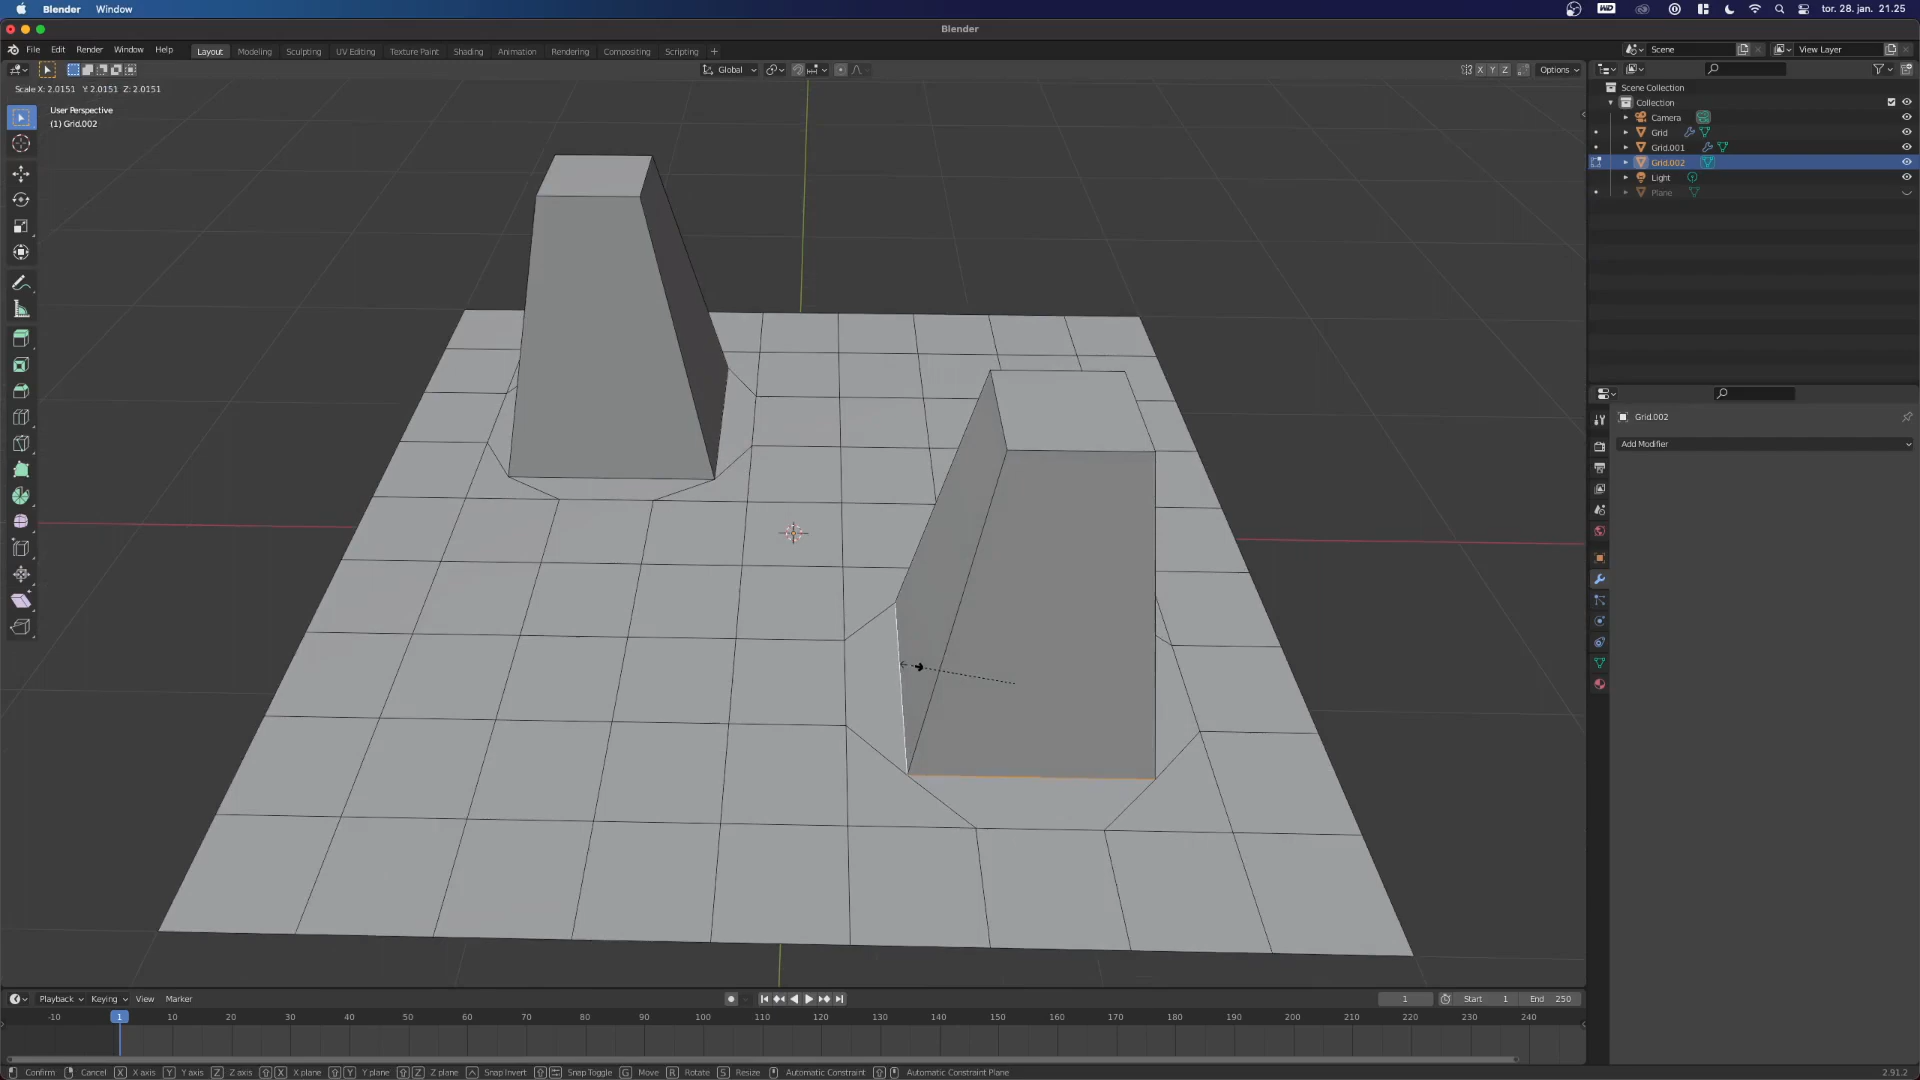 Blender Window
tor. 28. jan. 21.25
Blender
File Edit Render Window Help
Layout Modeling Sculpting UV Editing Texture Paint Shading Animation Rendering Compositing Scripting +
Scene
View Layer
Global
X Y Z
Options
Scale X: 2.0151 Y: 2.0151 Z: 2.0151
User Perspective
(1) Grid.002
Scene Collection
Collection
Camera
Grid
Grid.001
Grid.002
Light
Plane
Grid.002
Add Modifier
Playback Keying View Marker
1
Start 1
End 250
-10 1 10 20 30 40 50 60 70 80 90 100 110 120 130 140 150 160 170 180 190 200 210 220 230 240
Confirm Cancel X X axis Y Y axis Z Z axis X X plane Y Y plane Z Z plane Snap Invert Snap Toggle G Move R Rotate S Resize Automatic Constraint Automatic Constraint Plane
2.91.2